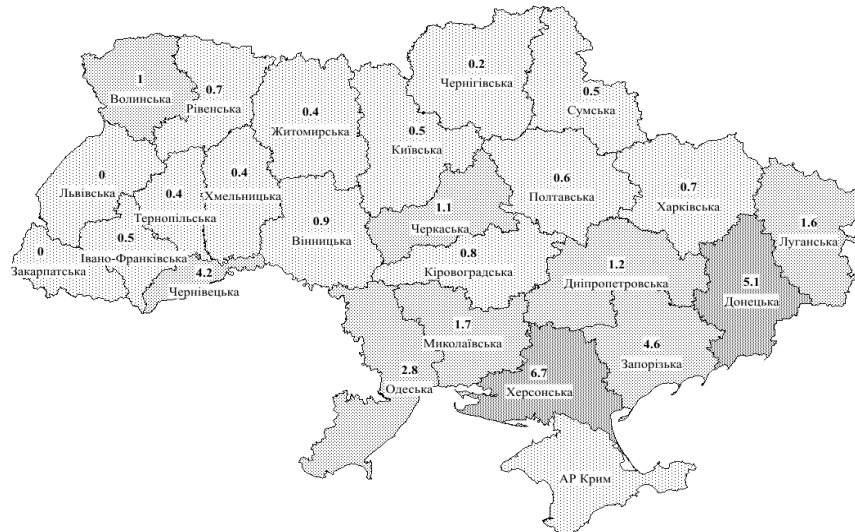 0.2
Чернігівська
0.5
Сумська
1
Волинська
0.7
Рівенська
0.4
Житомирська
0.5
Київська
0
Львівська
0.4
Тернопільська
0.4
Хмельницька
0.6
Полтавська
0.7
Харківська
1.6
Луганська
0.9
Вінницька
1.1
Черкаська
0
Закарпатська
0.5
Івано-Франківська
4.2
Чернівецька
0.8
Кіровоградська
1.2
Дніпропетровська
5.1
Донецька
1.7
Миколаївська
4.6
Запорізька
2.8
Одеська
6.7
Херсонська
АР Крим